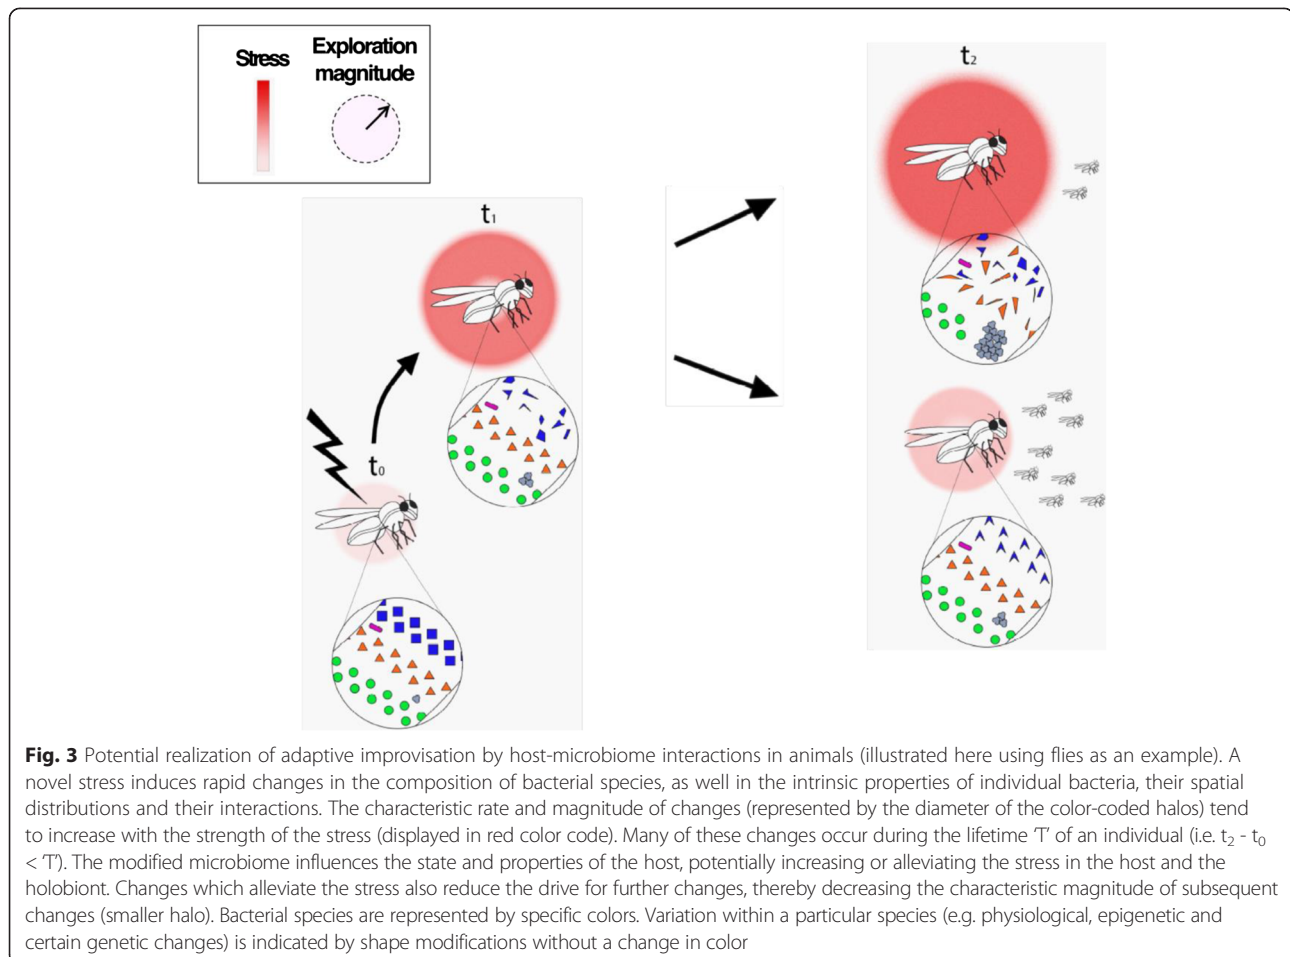 Stress
Exploration
magnitude
t2
t1
t0
Fig. 3 Potential realization of adaptive improvisation by host-microbiome interactions in animals (illustrated here using flies as an example). A
novel stress induces rapid changes in the composition of bacterial species, as well in the intrinsic properties of individual bacteria, their spatial
distributions and their interactions. The characteristic rate and magnitude of changes (represented by the diameter of the color-coded halos) tend
to increase with the strength of the stress (displayed in red color code). Many of these changes occur during the lifetime ‘T’ of an individual (i.e. t2 - t0
< ‘T’). The modified microbiome influences the state and properties of the host, potentially increasing or alleviating the stress in the host and the
holobiont. Changes which alleviate the stress also reduce the drive for further changes, thereby decreasing the characteristic magnitude of subsequent
changes (smaller halo). Bacterial species are represented by specific colors. Variation within a particular species (e.g. physiological, epigenetic and
certain genetic changes) is indicated by shape modifications without a change in color